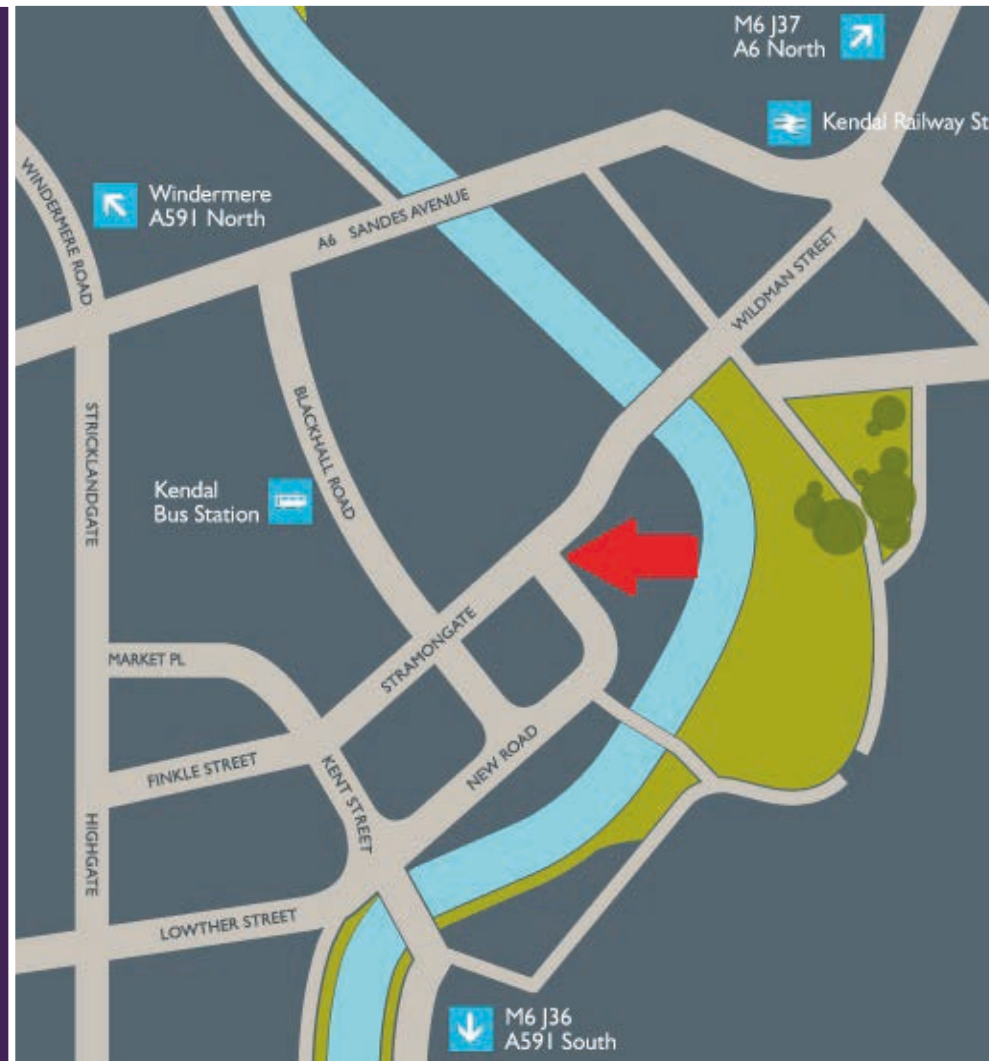 M6 J37
A6 North
Kendal Railway St
WINDERMERE ROAD
Windermere
A591 North
A6 SANDES AVENUE
WILDMAN STREET
STRICKLANDGATE
BLACKHALL ROAD
Kendal
Bus Station
STRAMONGATE
MARKET PL
FINKLE STREET
KENT STREET
NEW ROAD
HIGHGATE
LOWTHER STREET
M6 J36
A591 South